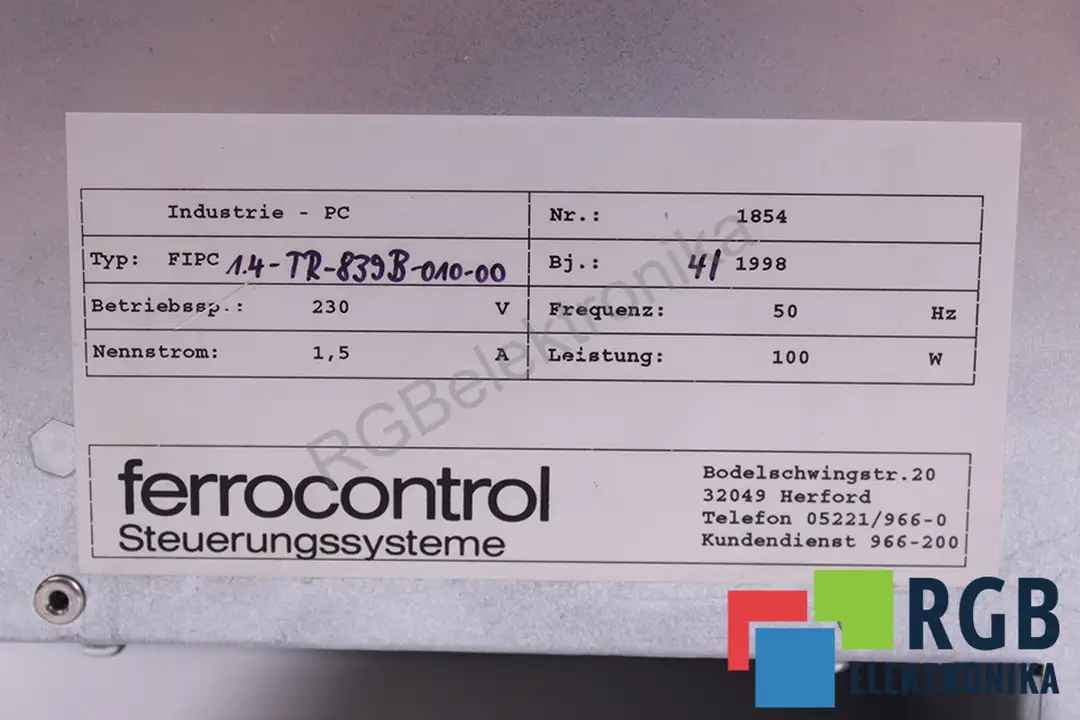 Industrie - PC
Nr.: 1854
Typ: FIPC 1.4-TR-839B-010-00
Bj.: 4/ 1998
Betriebssp.: 230 V
Frequenz: 50 Hz
Nennstrom: 1,5 A
Leistung: 100 W
RGBelektronika
ferrocontrol
Steuerungssysteme
Bodelschwingstr.20
32049 Herford
Telefon 05221/966-0
Kundendienst 966-200
RGB
ELEKTRONIKA